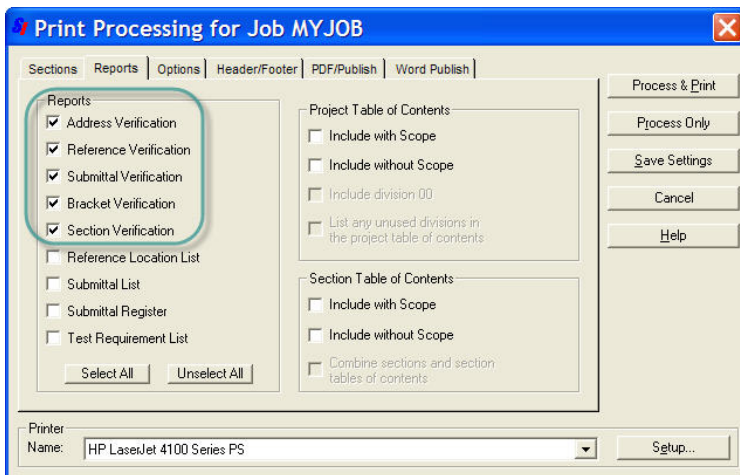 SI Print Processing for Job MYJOB
Sections Reports Options Header/Footer PDF/Publish Word Publish
Reports
Address Verification
Reference Verification
Submittal Verification
Bracket Verification
Section Verification
Reference Location List
Submittal List
Submittal Register
Test Requirement List
Select All Unselect All
Project Table of Contents
Include with Scope
Include without Scope
Include division 00
List any unused divisions in
the project table of contents
Section Table of Contents
Include with Scope
Include without Scope
Combine sections and section
tables of contents
Process & Print
Process Only
Save Settings
Cancel
Help
Printer
Name: HP LaserJet 4100 Series PS Setup...